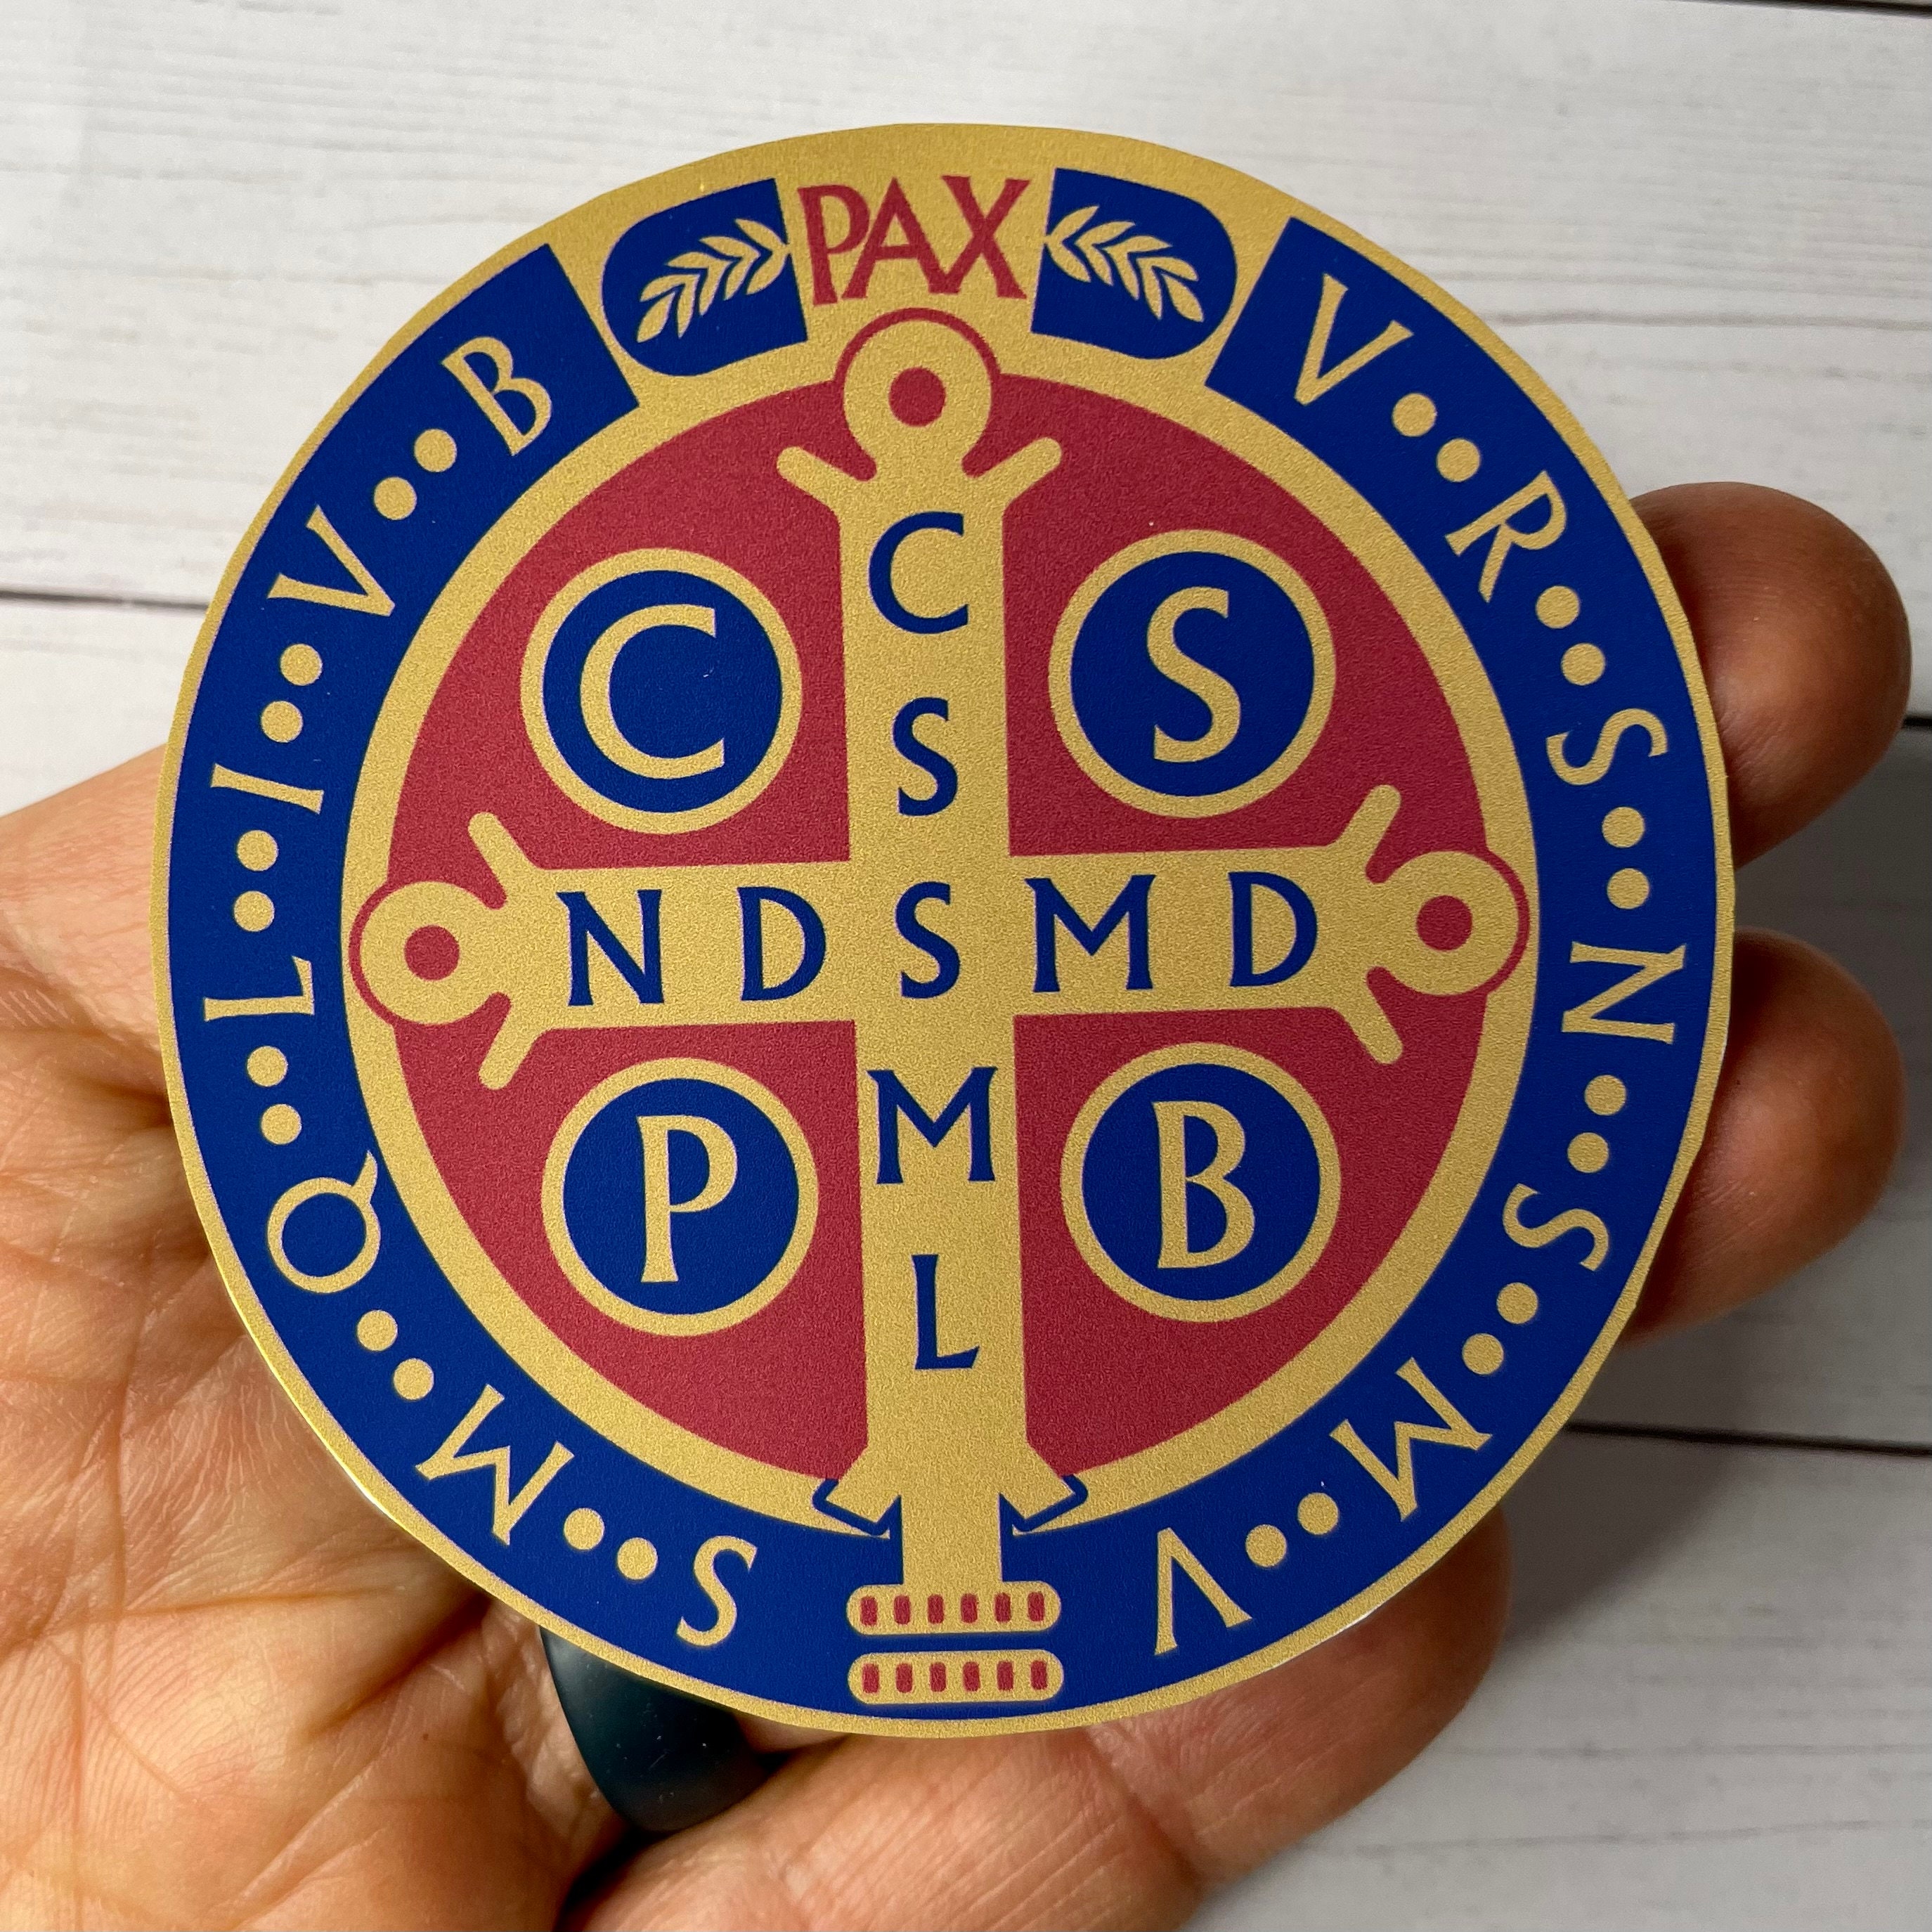 PAX
V••R••S••N••S••M••V
S••M••Q••L••I••V••B
C S
C
S
N D S M D
M
L
P B